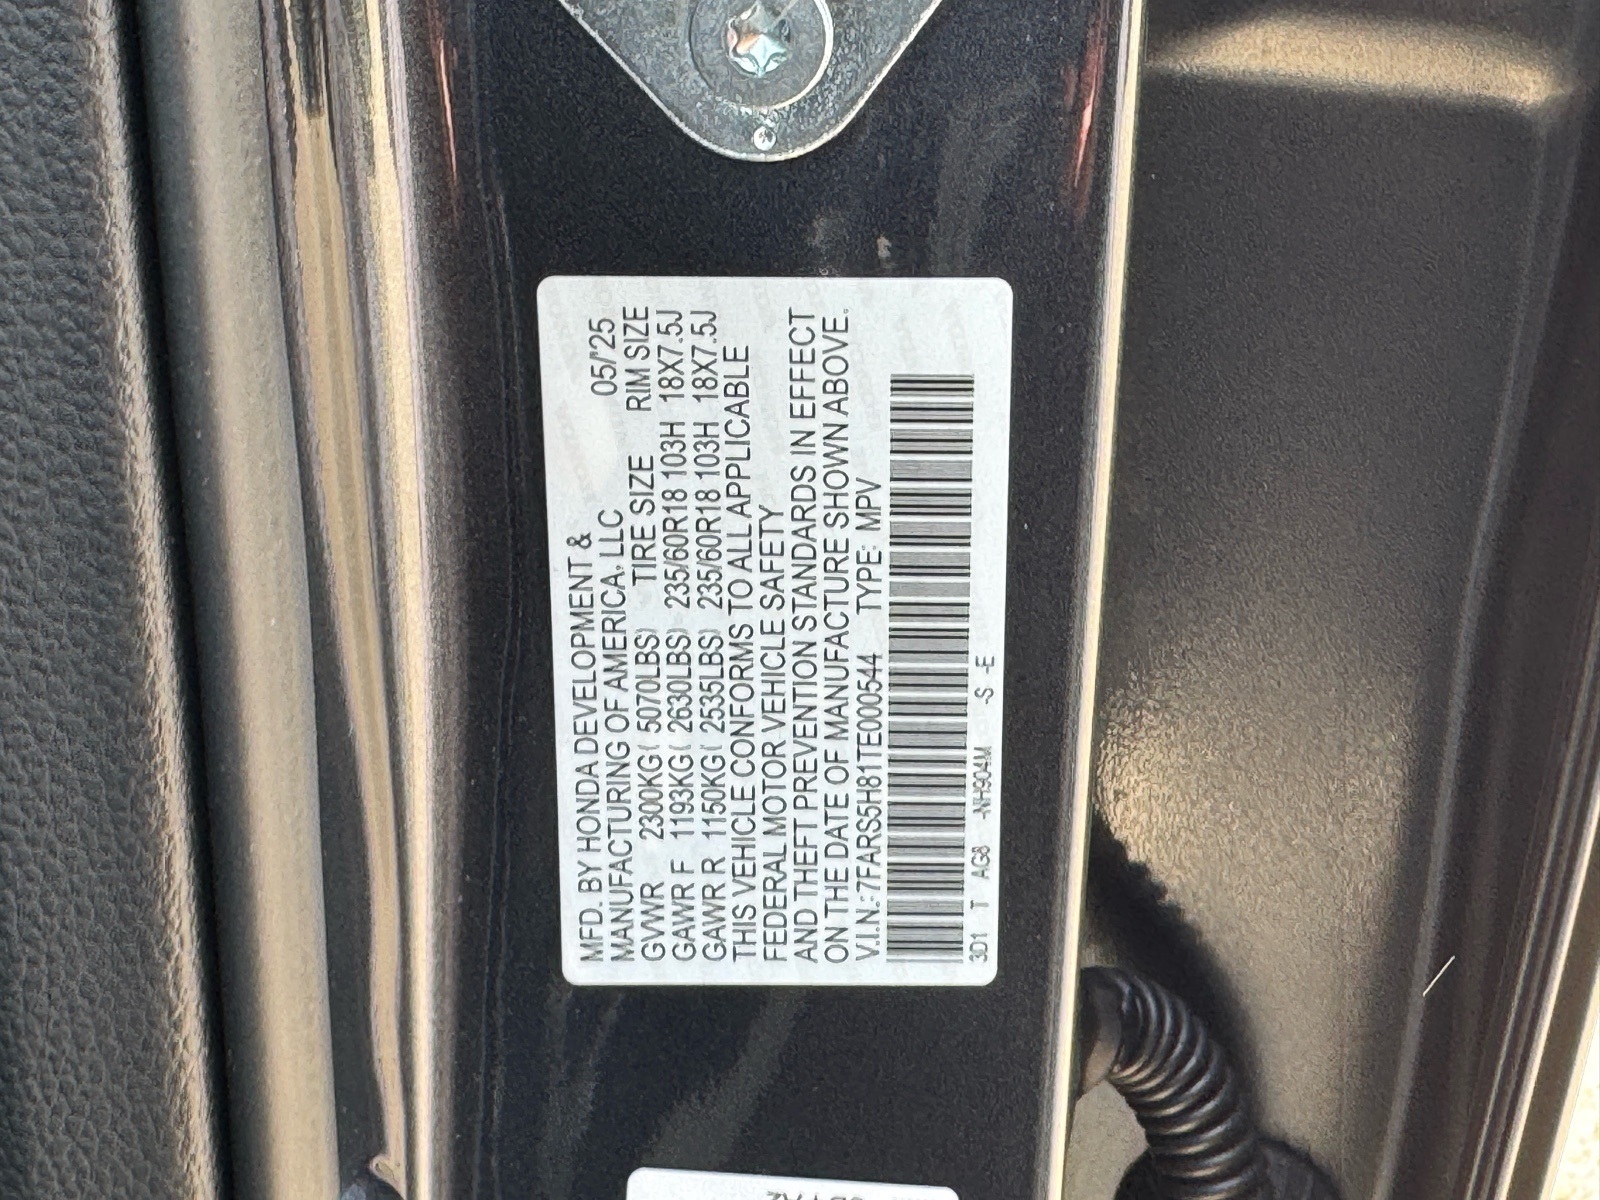 MFD. BY HONDA DEVELOPMENT &
MANUFACTURING OF AMERICA, LLC 05/'25
GVWR 2300KG( 5070LBS) TIRE SIZE RIM SIZE
GAWR F 1193KG( 2630LBS) 235/60R18 103H 18X7.5J
GAWR R 1150KG( 2535LBS) 235/60R18 103H 18X7.5J
THIS VEHICLE CONFORMS TO ALL APPLICABLE
FEDERAL MOTOR VEHICLE SAFETY
AND THEFT PREVENTION STANDARDS IN EFFECT
ON THE DATE OF MANUFACTURE SHOWN ABOVE.
V.I.N.:7FARS5H81TE000544 TYPE: MPV
3D1 T AG8 -NH904M -S -E